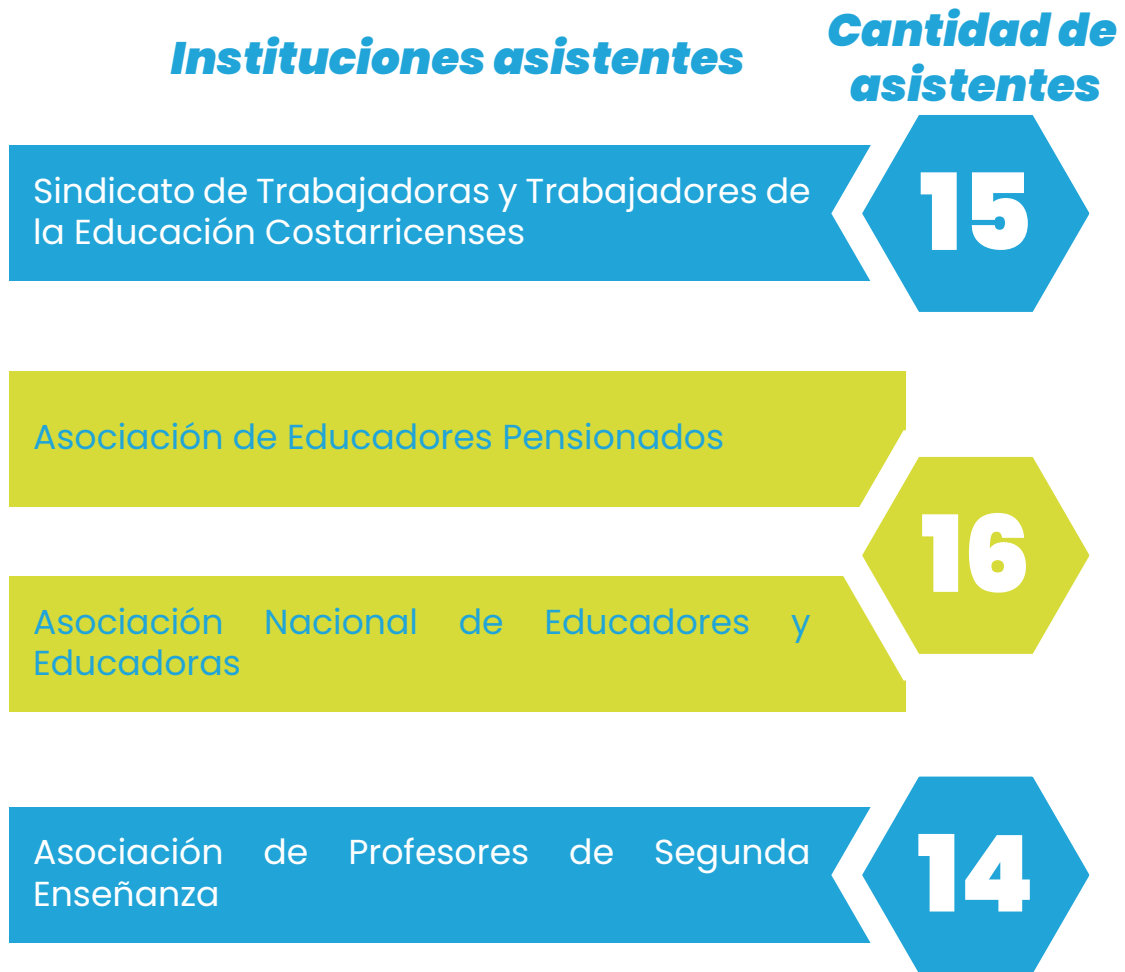 Instituciones asistentes
Cantidad de
asistentes
Sindicato de Trabajadoras y Trabajadores de
la Educación Costarricenses
15
Asociación de Educadores Pensionados
16
Asociación Nacional de Educadores y
Educadoras
Asociación de Profesores de Segunda
Enseñanza
14